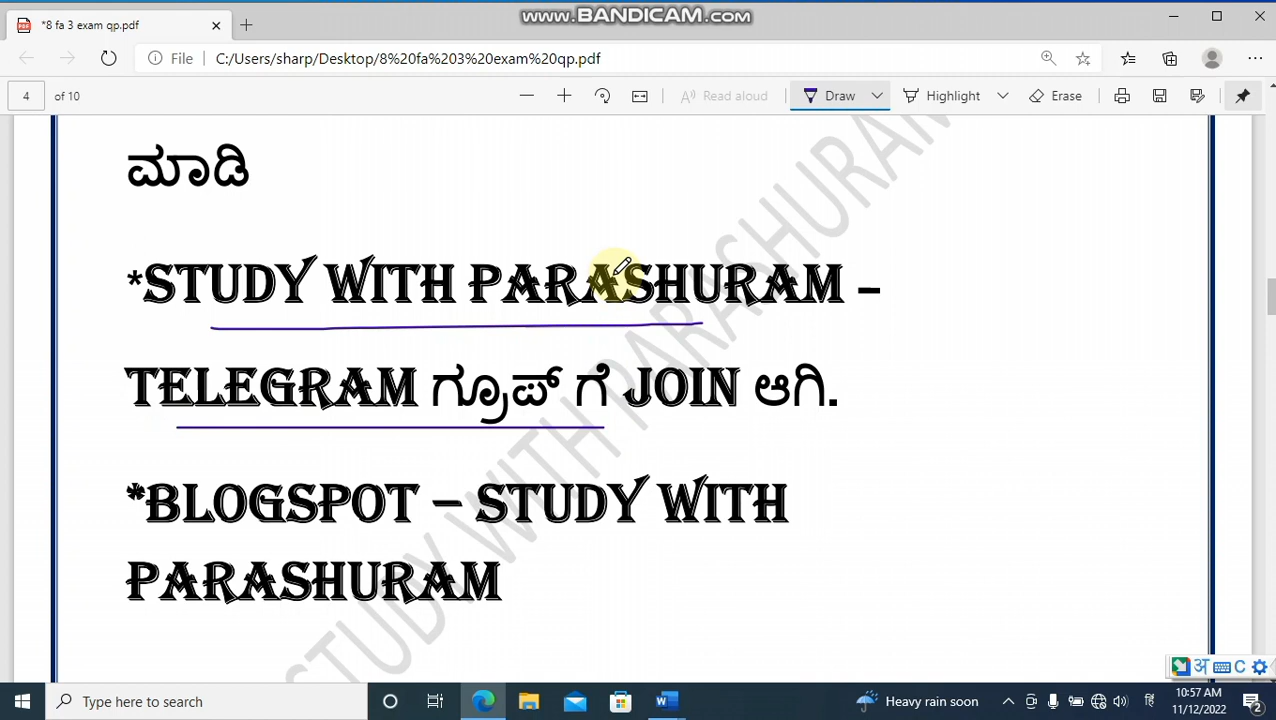 www.BANDICAM.com
*8 fa 3 exam qp.pdf
File C:/Users/sharp/Desktop/8%20fa%203%20exam%20qp.pdf
4 of 10 Read aloud Draw Highlight Erase
ಮಾಡಿ
*STUDY WITH PARASHURAM –
TELEGRAM ಗ್ರೂಪ್ ಗೆ JOIN ಆಗಿ.
*BLOGSPOT – STUDY WITH
PARASHURAM
STUDY WITH PARASHURAM
Type here to search
Heavy rain soon
10:57 AM
11/12/2022